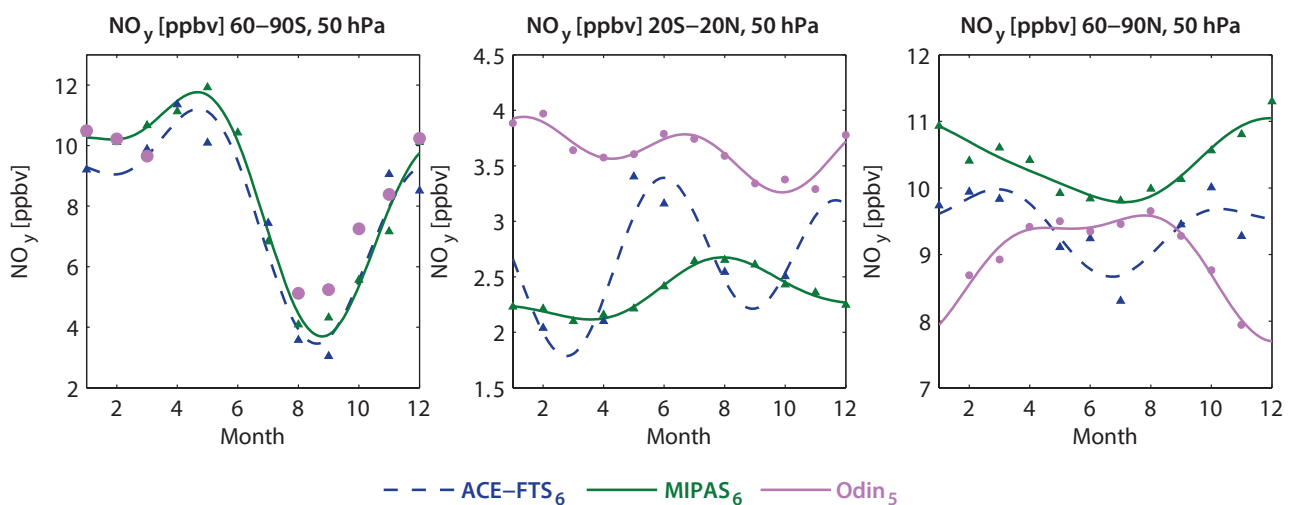 NOy [ppbv] 60–90S, 50 hPa
NOy [ppbv]
12
10
8
6
4
2
2 4 6 8 10 12
Month
NOy [ppbv] 20S–20N, 50 hPa
NOy [ppbv]
4.5
4
3.5
3
2.5
2
1.5
2 4 6 8 10 12
Month
NOy [ppbv] 60–90N, 50 hPa
NOy [ppbv]
12
11
10
9
8
7
2 4 6 8 10 12
Month
ACE–FTS6 MIPAS6 Odin5